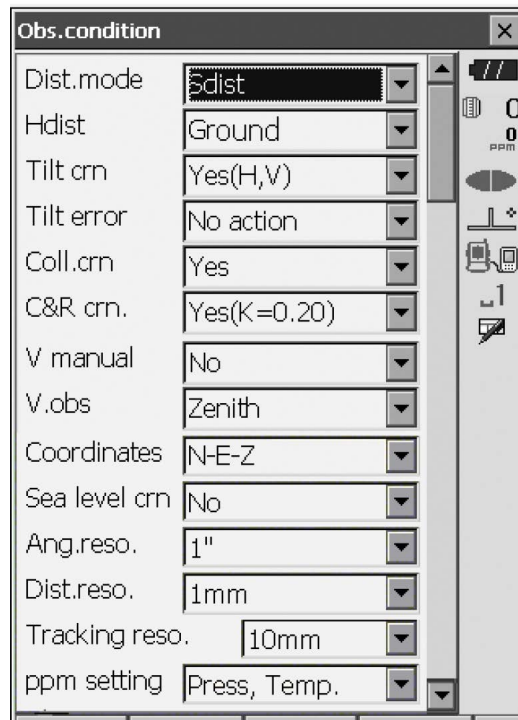 Obs.condition
Dist.mode Sdist
Hdist Ground
Tilt crn Yes(H,V)
Tilt error No action
Coll.crn Yes
C&R crn. Yes(K=0.20)
V manual No
V.obs Zenith
Coordinates N-E-Z
Sea level crn No
Ang.reso. 1"
Dist.reso. 1mm
Tracking reso. 10mm
ppm setting Press, Temp.
0
0
PPM
1